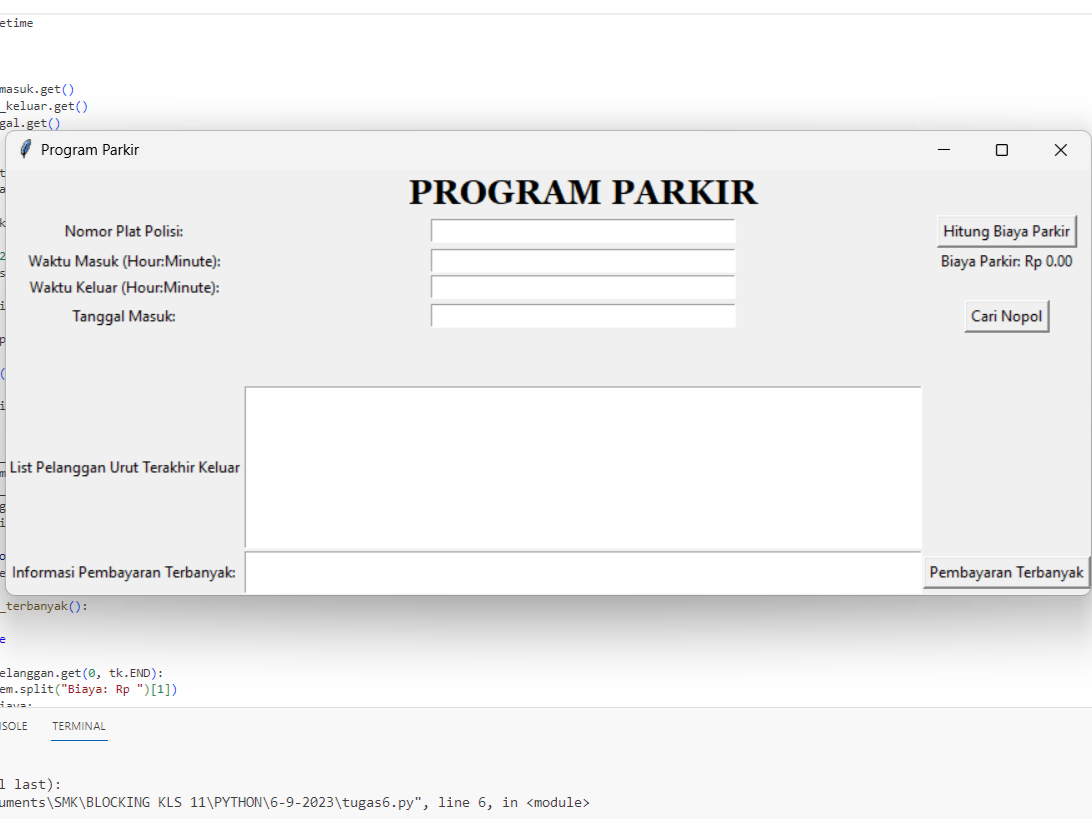 etime
masuk.get()
_keluar.get()
gal.get()
Program Parkir
PROGRAM PARKIR
Nomor Plat Polisi:
Hitung Biaya Parkir
Waktu Masuk (Hour:Minute):
Biaya Parkir: Rp 0.00
Waktu Keluar (Hour:Minute):
Tanggal Masuk:
Cari Nopol
List Pelanggan Urut Terakhir Keluar
Informasi Pembayaran Terbanyak:
Pembayaran Terbanyak
_terbanyak():
e
elanggan.get(0, tk.END):
em.split("Biaya: Rp ")[1])
iaya:
NSOLE
TERMINAL
l last):
uments\SMK\BLOCKING KLS 11\PYTHON\6-9-2023\tugas6.py", line 6, in <module>